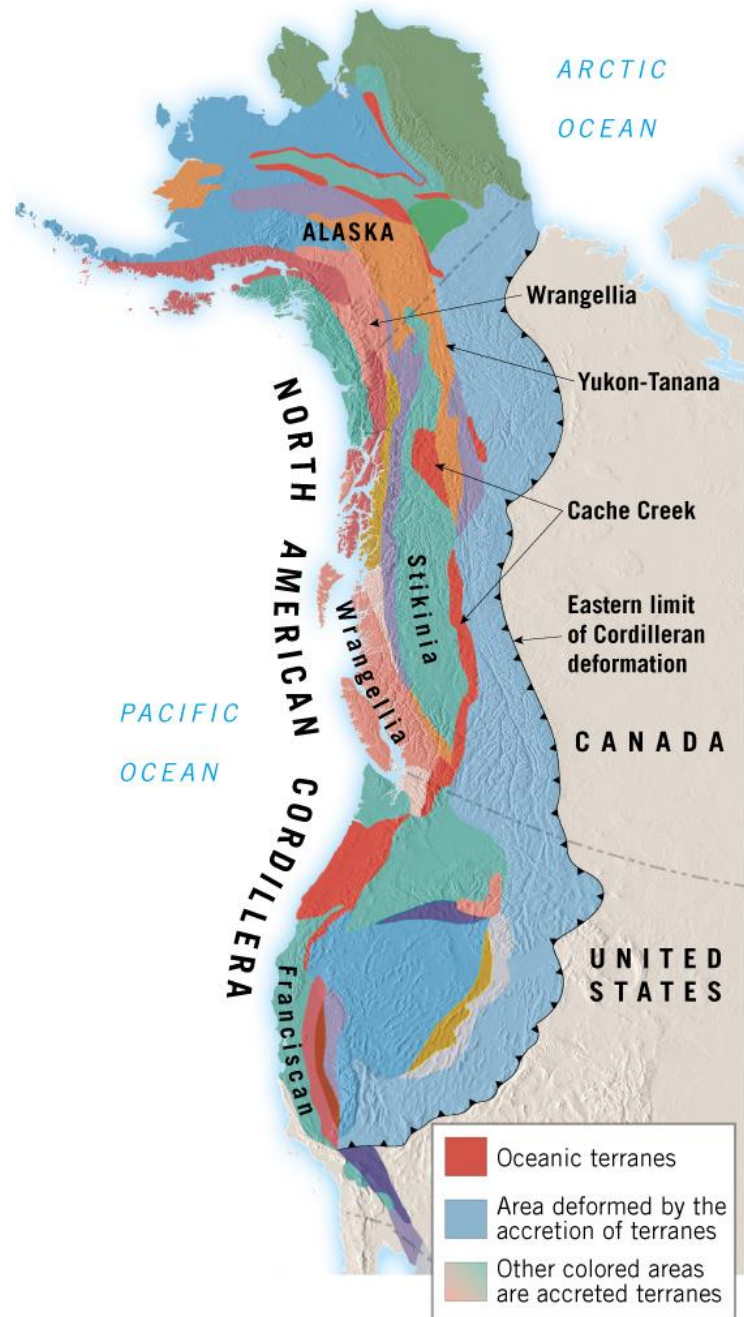 ARCTIC
OCEAN
ALASKA
Wrangellia
Yukon-Tanana
NORTH AMERICAN CORDILLERA
Cache Creek
Stikinia
Eastern limit
of Cordilleran
deformation
Wrangellia
PACIFIC
OCEAN
CANADA
UNITED
STATES
Franciscan
Oceanic terranes
Area deformed by the
accretion of terranes
Other colored areas
are accreted terranes